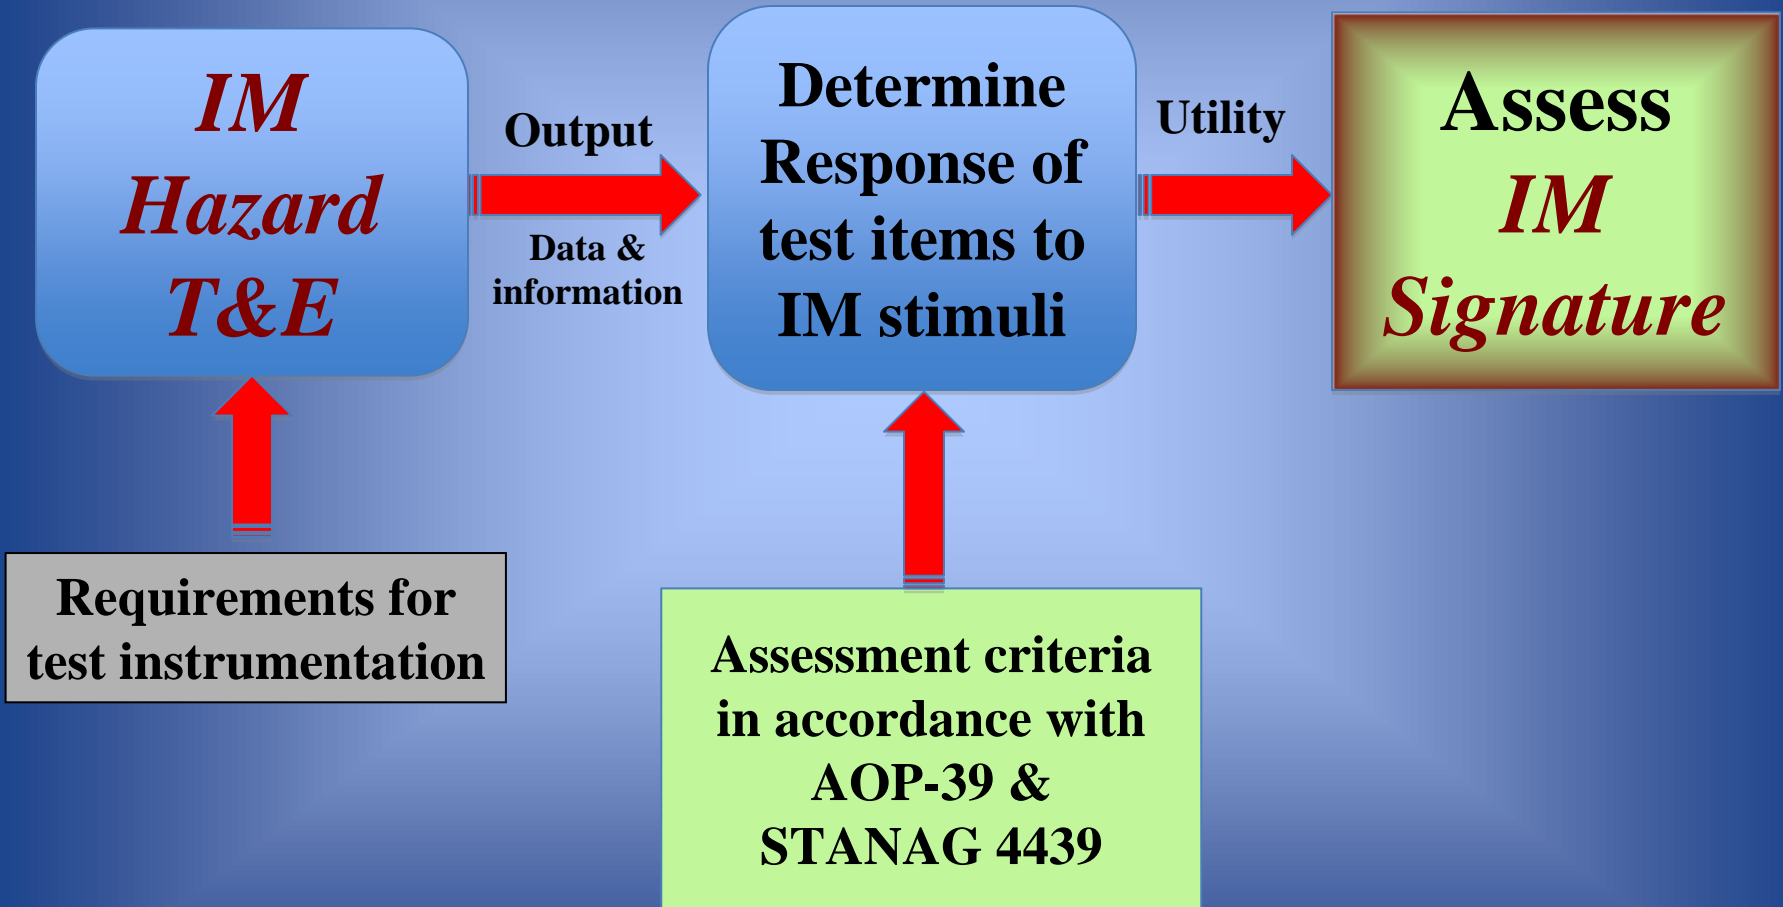 IM
Hazard
T&E
Output
Data &
information
Determine
Response of
test items to
IM stimuli
Utility
Assess
IM
Signature
Requirements for
test instrumentation
Assessment criteria
in accordance with
AOP-39 &
STANAG 4439